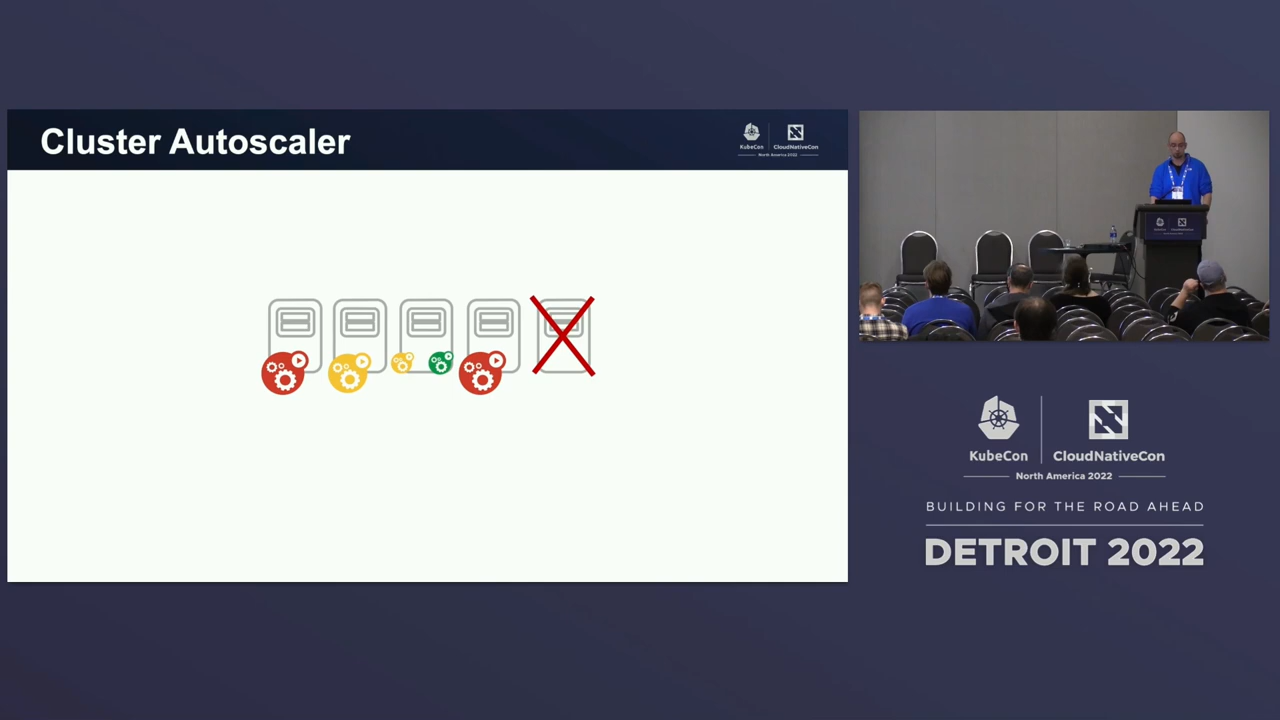 Cluster Autoscaler
KubeCon
CloudNativeCon
North America 2022
KubeCon
CloudNativeCon
North America 2022
BUILDING FOR THE ROAD AHEAD
DETROIT 2022